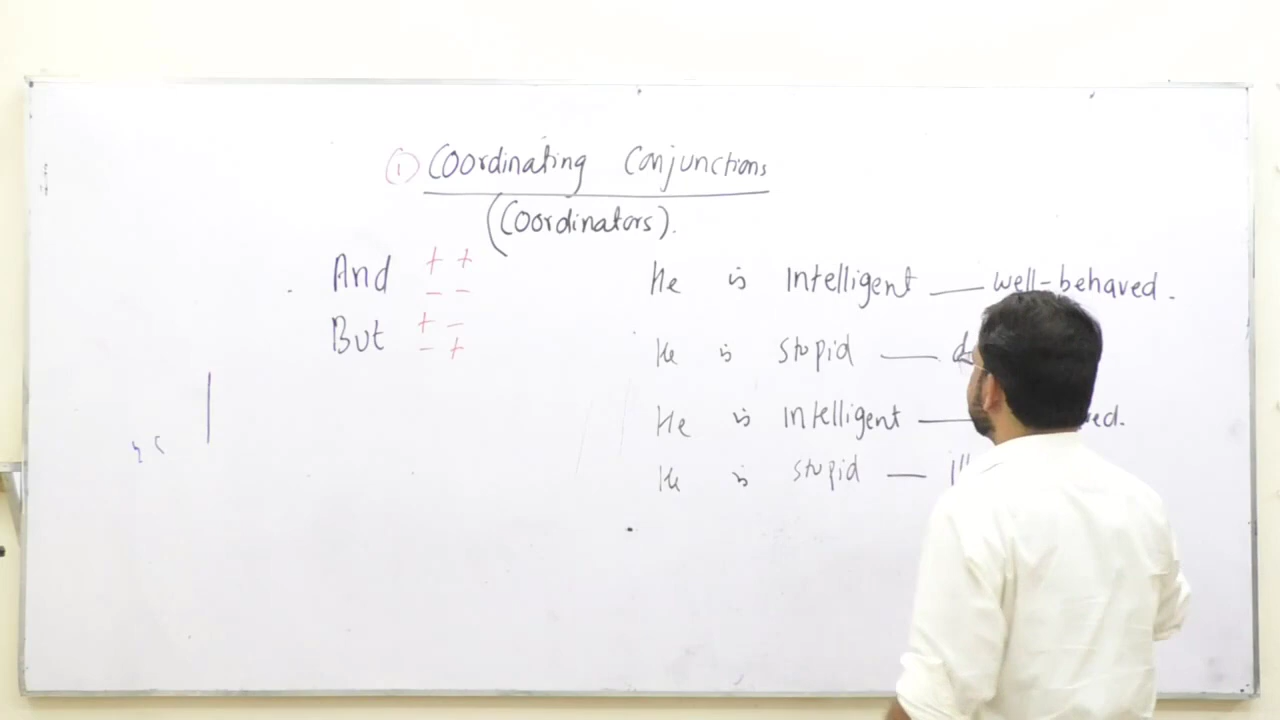 ① Coordinating Conjunctions
(Coordinators).
And + +
– –
But + –
– +
He is Intelligent ___ well-behaved.
He is stupid ___
He is Intelligent ___
He is stupid ___